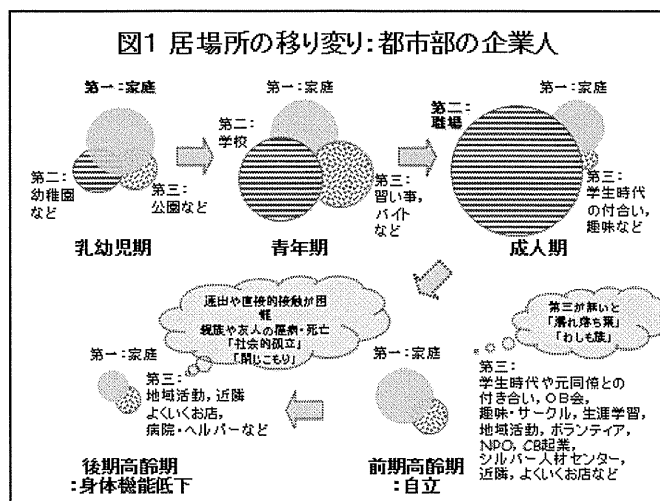 図1 居場所の移り変り：都市部の企業人
第一：家庭
第二：
幼稚園
など
第三：
公園など
乳幼児期
第一：家庭
第二：
学校
第三：
習い事，
バイト
など
青年期
第一：家庭
第二：
職場
第三：
学生時代
の付合い，
趣味など
成人期
遠出や直接的接触が困
難
親族や友人の罹病・死亡
「社会的孤立」
「閉じこもり」
第一：家庭
第三：
地域活動，近隣
よくいくお店，
病院・ヘルパーなど
後期高齢期
：身体機能低下
第三が無いと
「濡れ落ち葉」
「わしも族」
第一：家庭
第三：
学生時代や元同僚との
付き合い，OB会，
趣味・サークル，生涯学習，
地域活動，ボランティア，
NPO，CB起業，
シルバー人材センター，
近隣，よくいくお店など
前期高齢期
：自立